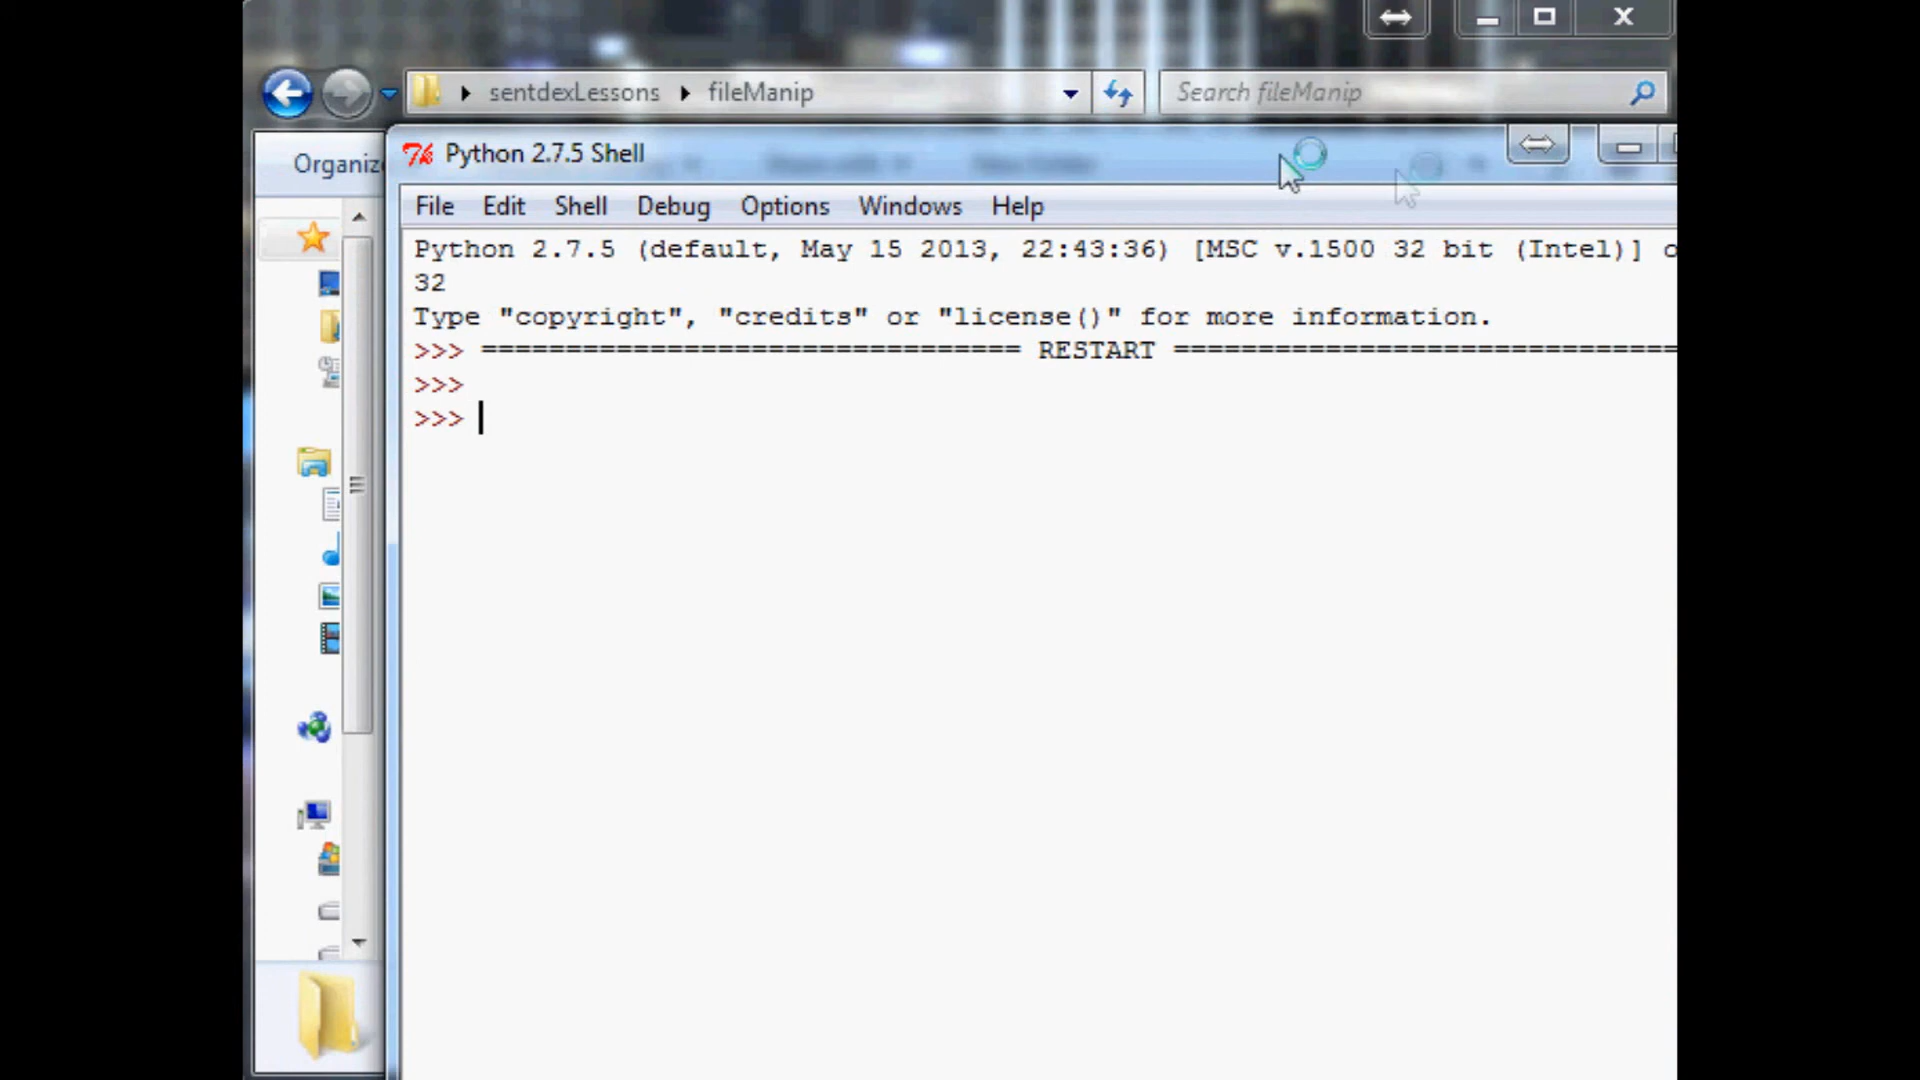 sentdexLessons fileManip
Search fileManip
Organize
Python 2.7.5 Shell
File Edit Shell Debug Options Windows Help
Python 2.7.5 (default, May 15 2013, 22:43:36) [MSC v.1500 32 bit (Intel)] o
32
Type "copyright", "credits" or "license()" for more information.
>>> ================================ RESTART ==============================
>>>
>>>